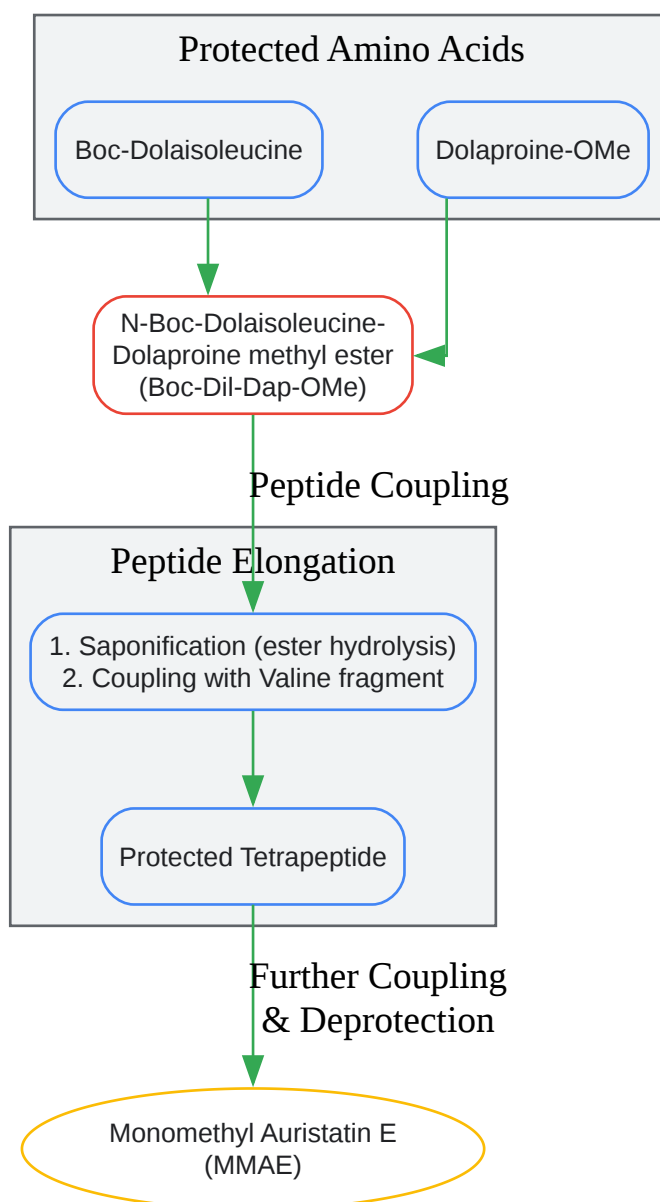 Protected Amino Acids
Boc-Dolaisoleucine
Dolaproine-OMe
N-Boc-Dolaisoleucine-
Dolaproine methyl ester
(Boc-Dil-Dap-OMe)
Peptide Coupling
Peptide Elongation
1. Saponification (ester hydrolysis)
2. Coupling with Valine fragment
Protected Tetrapeptide
Further Coupling
& Deprotection
Monomethyl Auristatin E
(MMAE)